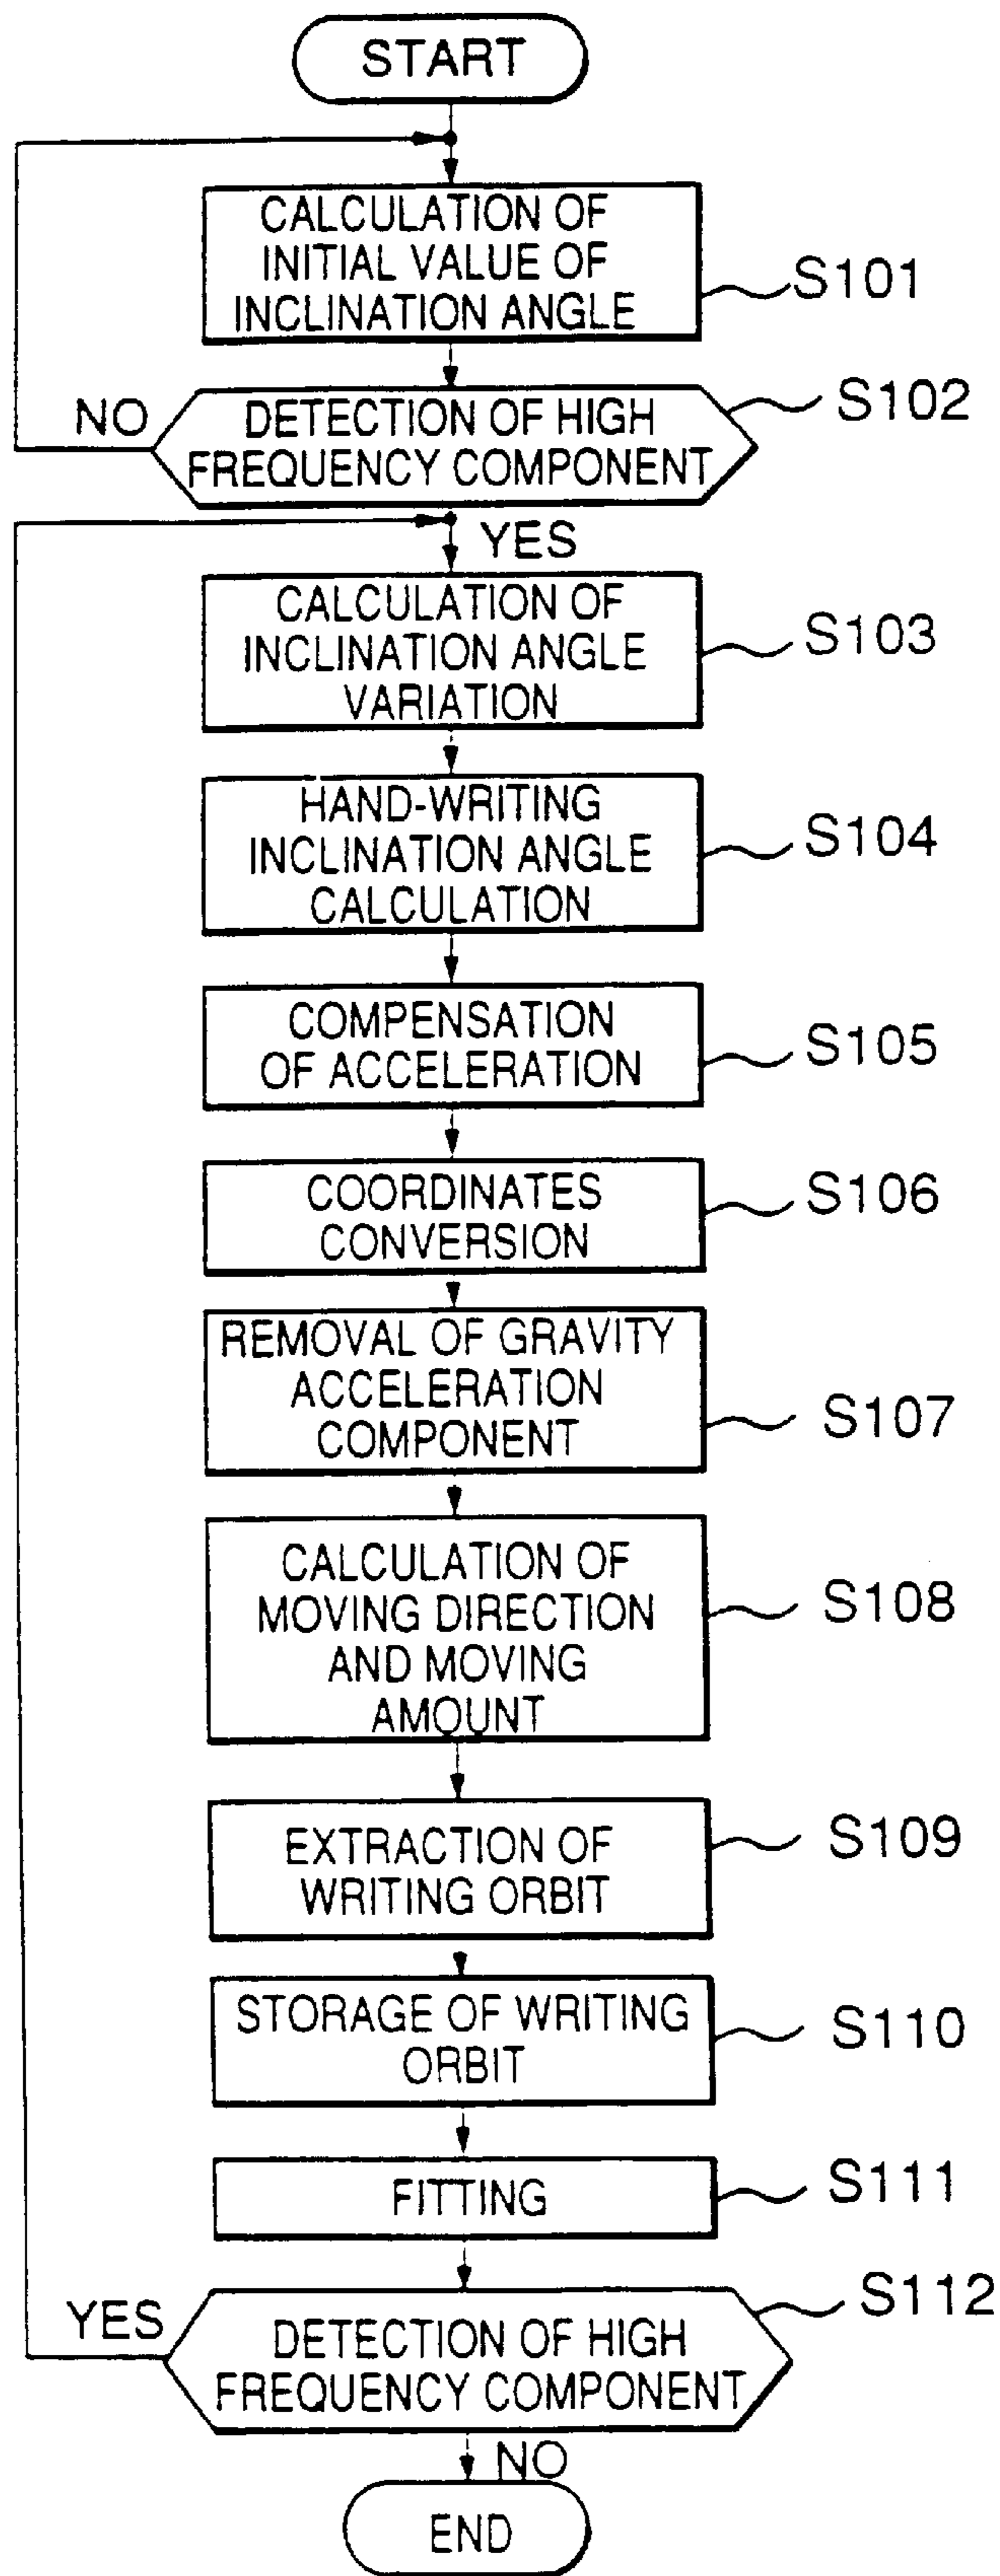 START
CALCULATION OF
INITIAL VALUE OF
INCLINATION ANGLE
S101
NO
DETECTION OF HIGH
FREQUENCY COMPONENT
S102
YES
CALCULATION OF
INCLINATION ANGLE
VARIATION
S103
HAND-WRITING
INCLINATION ANGLE
CALCULATION
S104
COMPENSATION
OF ACCELERATION
S105
COORDINATES
CONVERSION
S106
REMOVAL OF GRAVITY
ACCELERATION
COMPONENT
S107
CALCULATION OF
MOVING DIRECTION
AND MOVING
AMOUNT
S108
EXTRACTION OF
WRITING ORBIT
S109
STORAGE OF WRITING
ORBIT
S110
FITTING
S111
YES
DETECTION OF HIGH
FREQUENCY COMPONENT
S112
NO
END